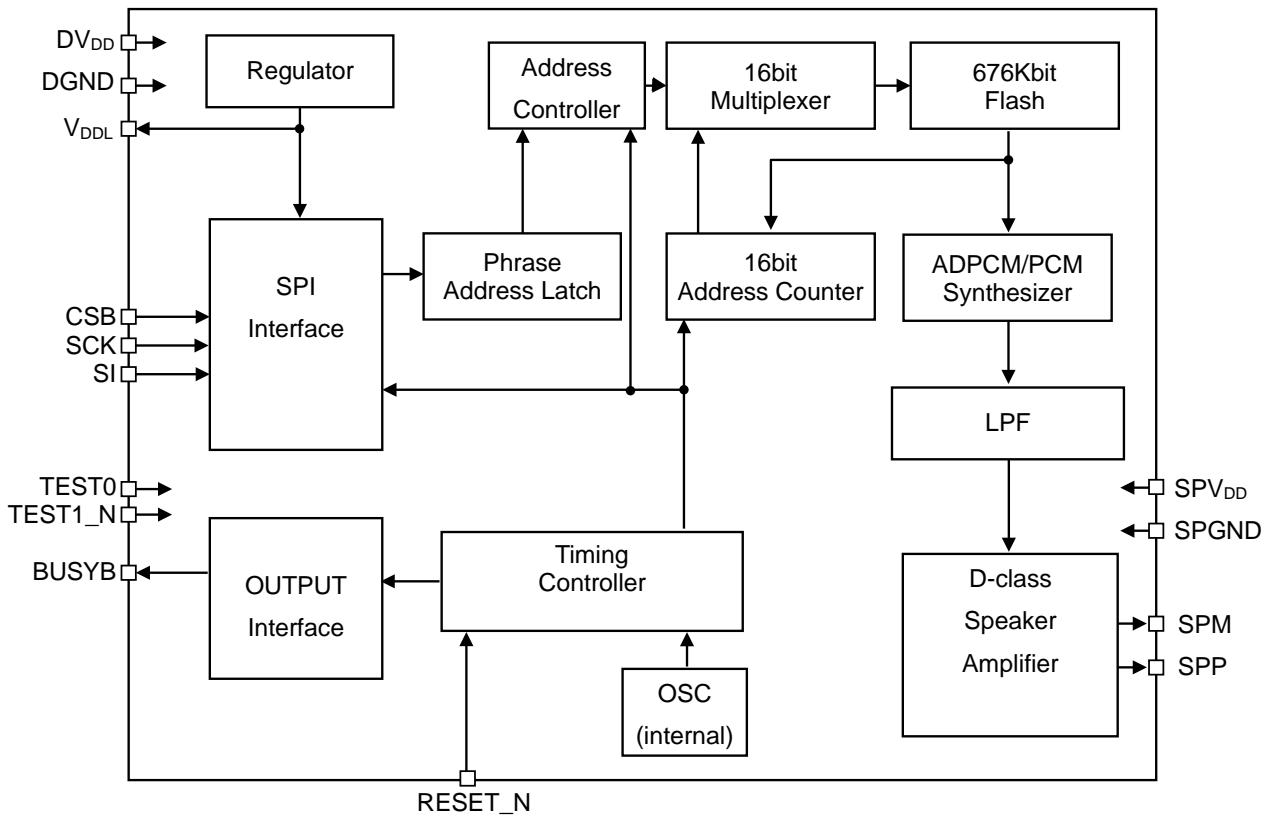 DVDD
DGND
VDDL
Regulator
Address
Controller
16bit
Multiplexer
676Kbit
Flash
SPI
Interface
Phrase
Address Latch
16bit
Address Counter
ADPCM/PCM
Synthesizer
CSB
SCK
SI
LPF
TEST0
TEST1_N
BUSYB
OUTPUT
Interface
Timing
Controller
OSC
(internal)
RESET_N
D-class
Speaker
Amplifier
SPVDD
SPGND
SPM
SPP